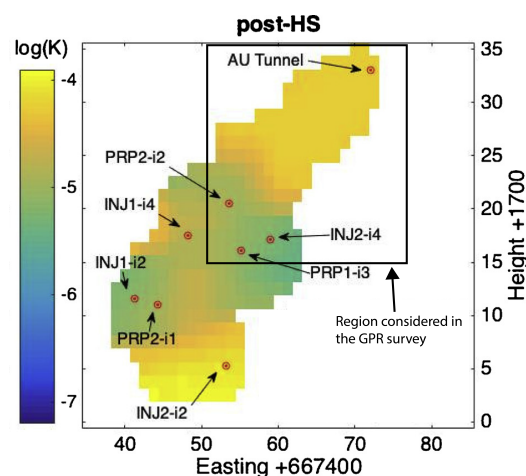 post-HS
log(K)
-4
-5
-6
-7
AU Tunnel
PRP2-i2
INJ1-i4
INJ2-i4
INJ1-i2
PRP1-i3
PRP2-i1
INJ2-i2
Region considered in
the GPR survey
35
30
25
20
15
10
5
0
Height +1700
40
50
60
70
80
Easting +667400